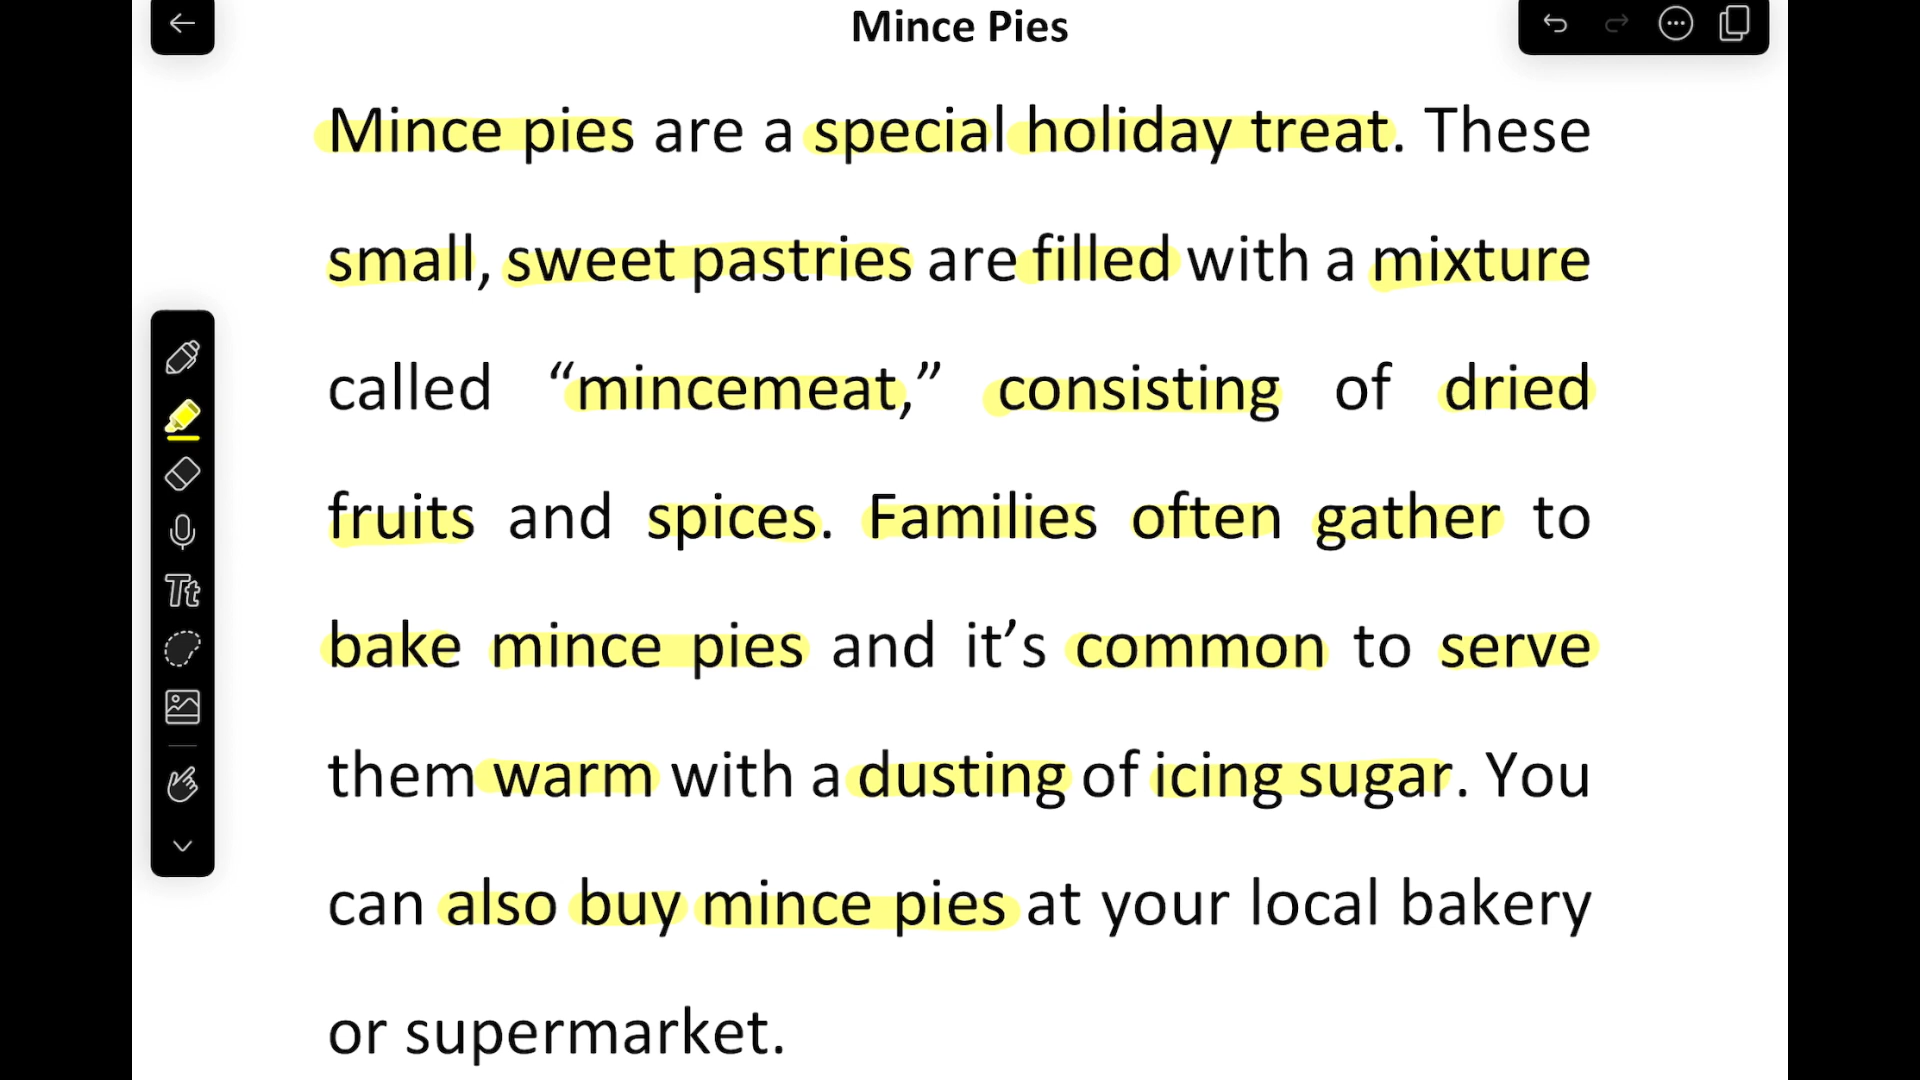 Mince Pies
Mince pies are a special holiday treat. These
small, sweet pastries are filled with a mixture
called “mincemeat,” consisting of dried
fruits and spices. Families often gather to
bake mince pies and it’s common to serve
them warm with a dusting of icing sugar. You
can also buy mince pies at your local bakery
or supermarket.
Tt